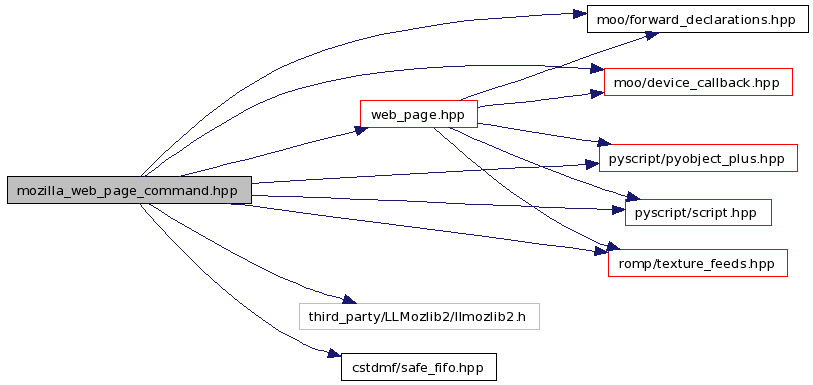 moo/forward_declarations.hpp
moo/device_callback.hpp
web_page.hpp
pyscript/pyobject_plus.hpp
mozilla_web_page_command.hpp
pyscript/script.hpp
romp/texture_feeds.hpp
third_party/LLMozlib2/llmozlib2.h
cstdmf/safe_fifo.hpp